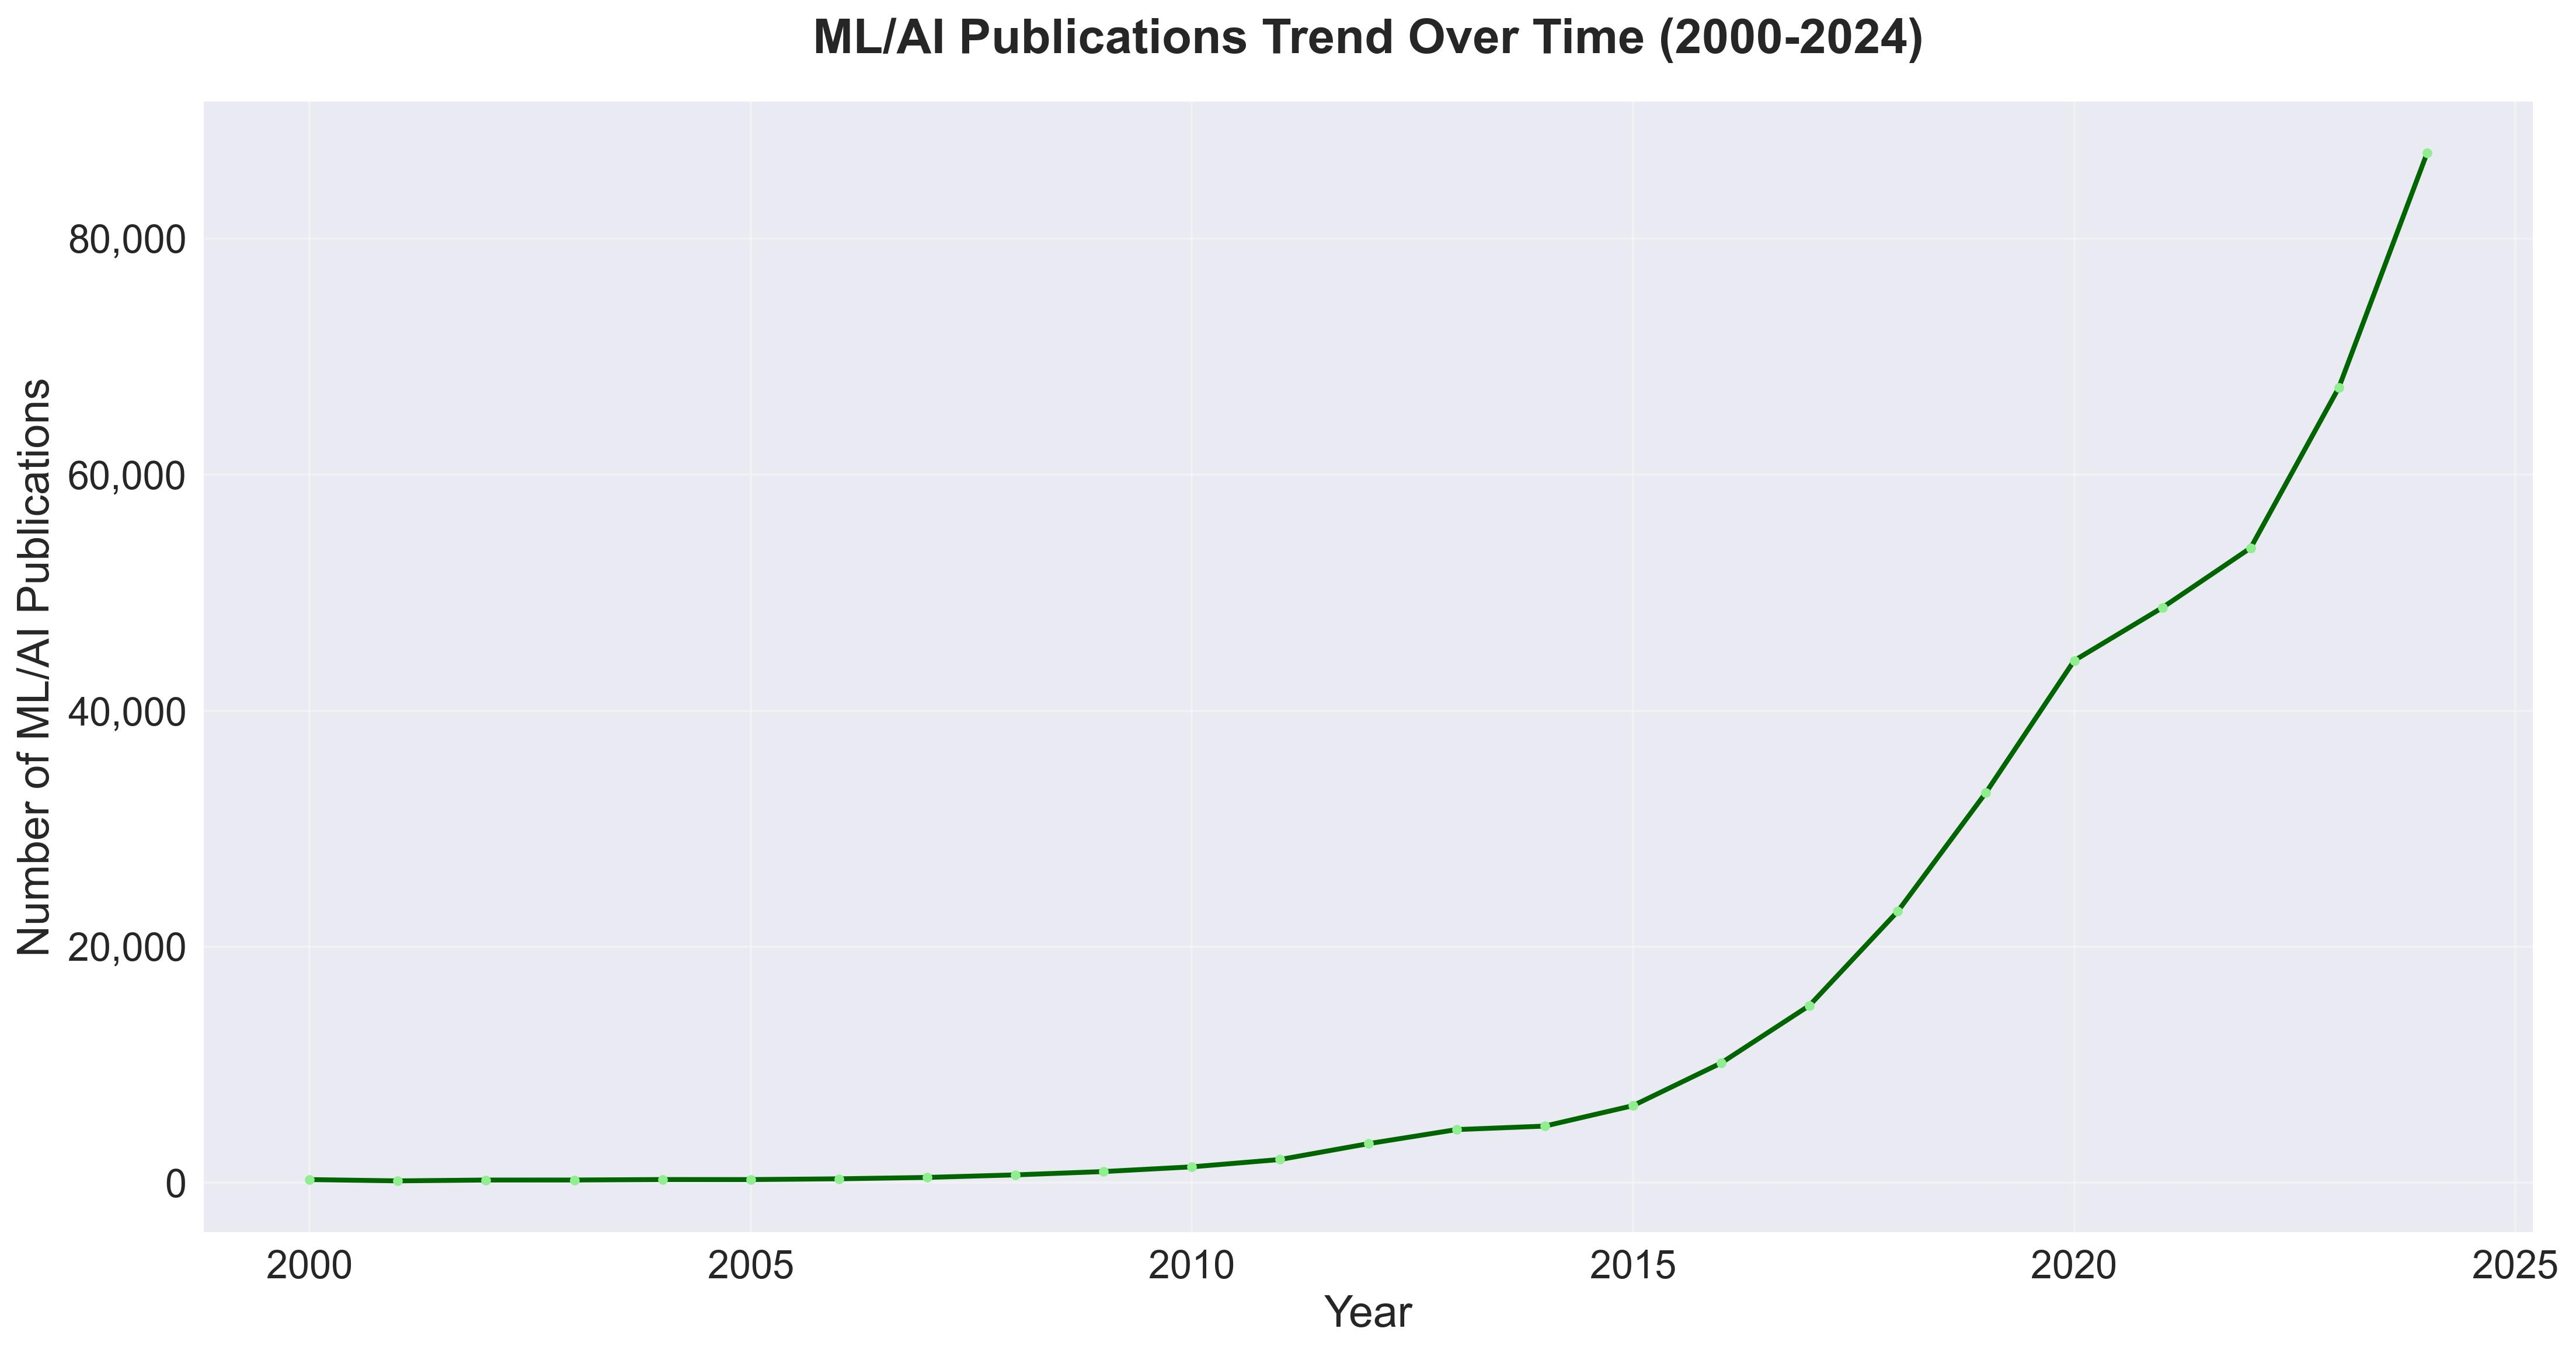 ML/AI Publications Trend Over Time (2000-2024)
Number of ML/AI Publications
80,000
60,000
40,000
20,000
0
2000 2005 2010 2015 2020 2025
Year